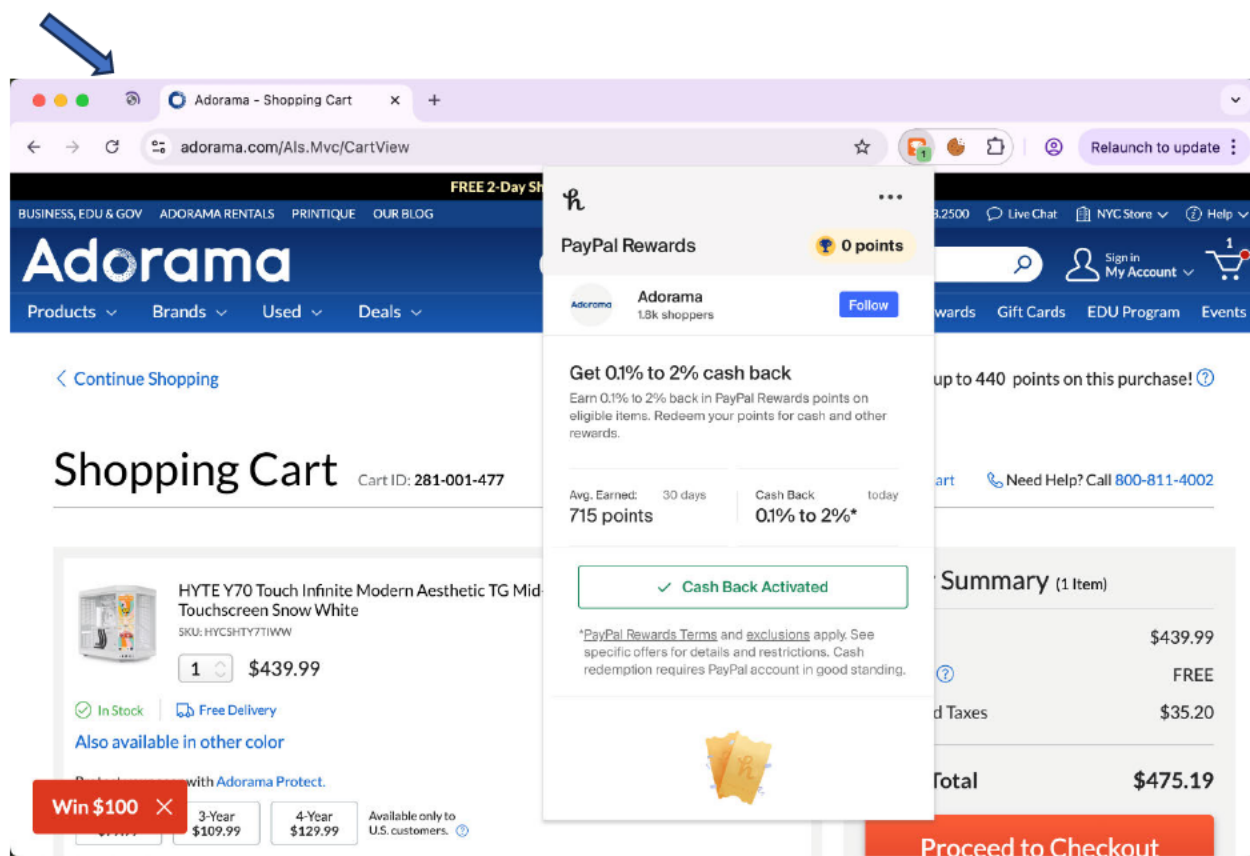 Adorama - Shopping Cart
adorama.com/Als.Mvc/CartView
1
Relaunch to update
FREE 2-Day Sh
BUSINESS, EDU & GOV ADORAMA RENTALS PRINTIQUE OUR BLOG
3.2500 Live Chat NYC Store Help
Adorama
Sign in
My Account
1
Products Brands Used Deals
wards Gift Cards EDU Program Events
PayPal Rewards
0 points
Adorama
Adorama
1.8k shoppers
Follow
Get 0.1% to 2% cash back
Earn 0.1% to 2% back in PayPal Rewards points on
eligible items. Redeem your points for cash and other
rewards.
Avg. Earned: 30 days
715 points
Cash Back today
0.1% to 2%*
Cash Back Activated
*PayPal Rewards Terms and exclusions apply. See
specific offers for details and restrictions. Cash
redemption requires PayPal account in good standing.
Continue Shopping
up to 440 points on this purchase!
Shopping Cart Cart ID: 281-001-477
art Need Help? Call 800-811-4002
HYTE Y70 Touch Infinite Modern Aesthetic TG Mid-
Touchscreen Snow White
SKU: HYCSHTY7TIWW
1 $439.99
In Stock Free Delivery
Also available in other color
with Adorama Protect.
3-Year
$109.99
4-Year
$129.99
Available only to
U.S. customers.
Win $100
Summary (1 Item)
$439.99
FREE
d Taxes $35.20
Total $475.19
Proceed to Checkout